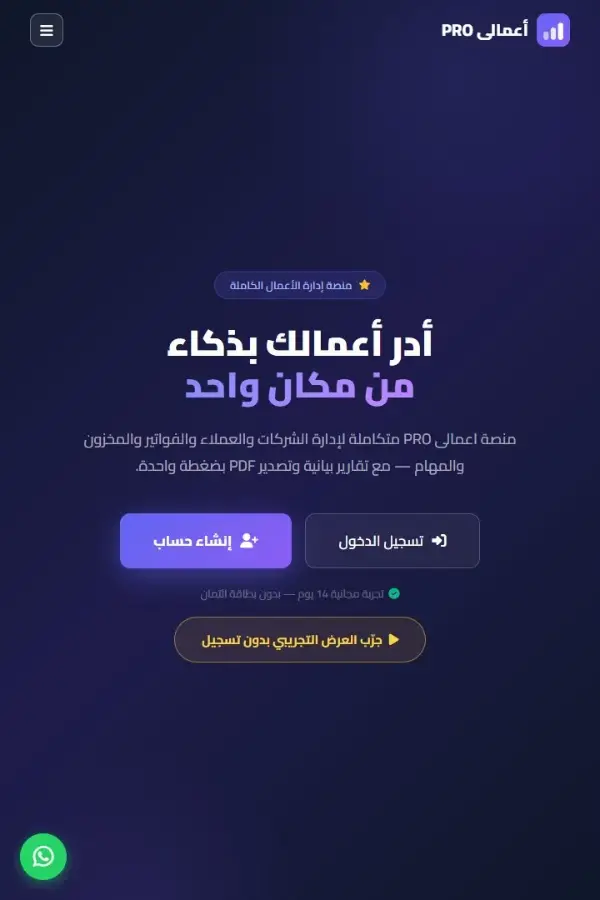 أعمالى PRO
منصة إدارة الأعمال الكاملة
أدر أعمالك بذكاء
من مكان واحد
منصة اعمالى PRO متكاملة لإدارة الشركات والعملاء والفواتير والمخزون
والمهام — مع تقارير بيانية وتصدير PDF بضغطة واحدة.
تسجيل الدخول
إنشاء حساب
تجربة مجانية 14 يوم — بدون بطاقة ائتمان
جرّب العرض التجريبي بدون تسجيل